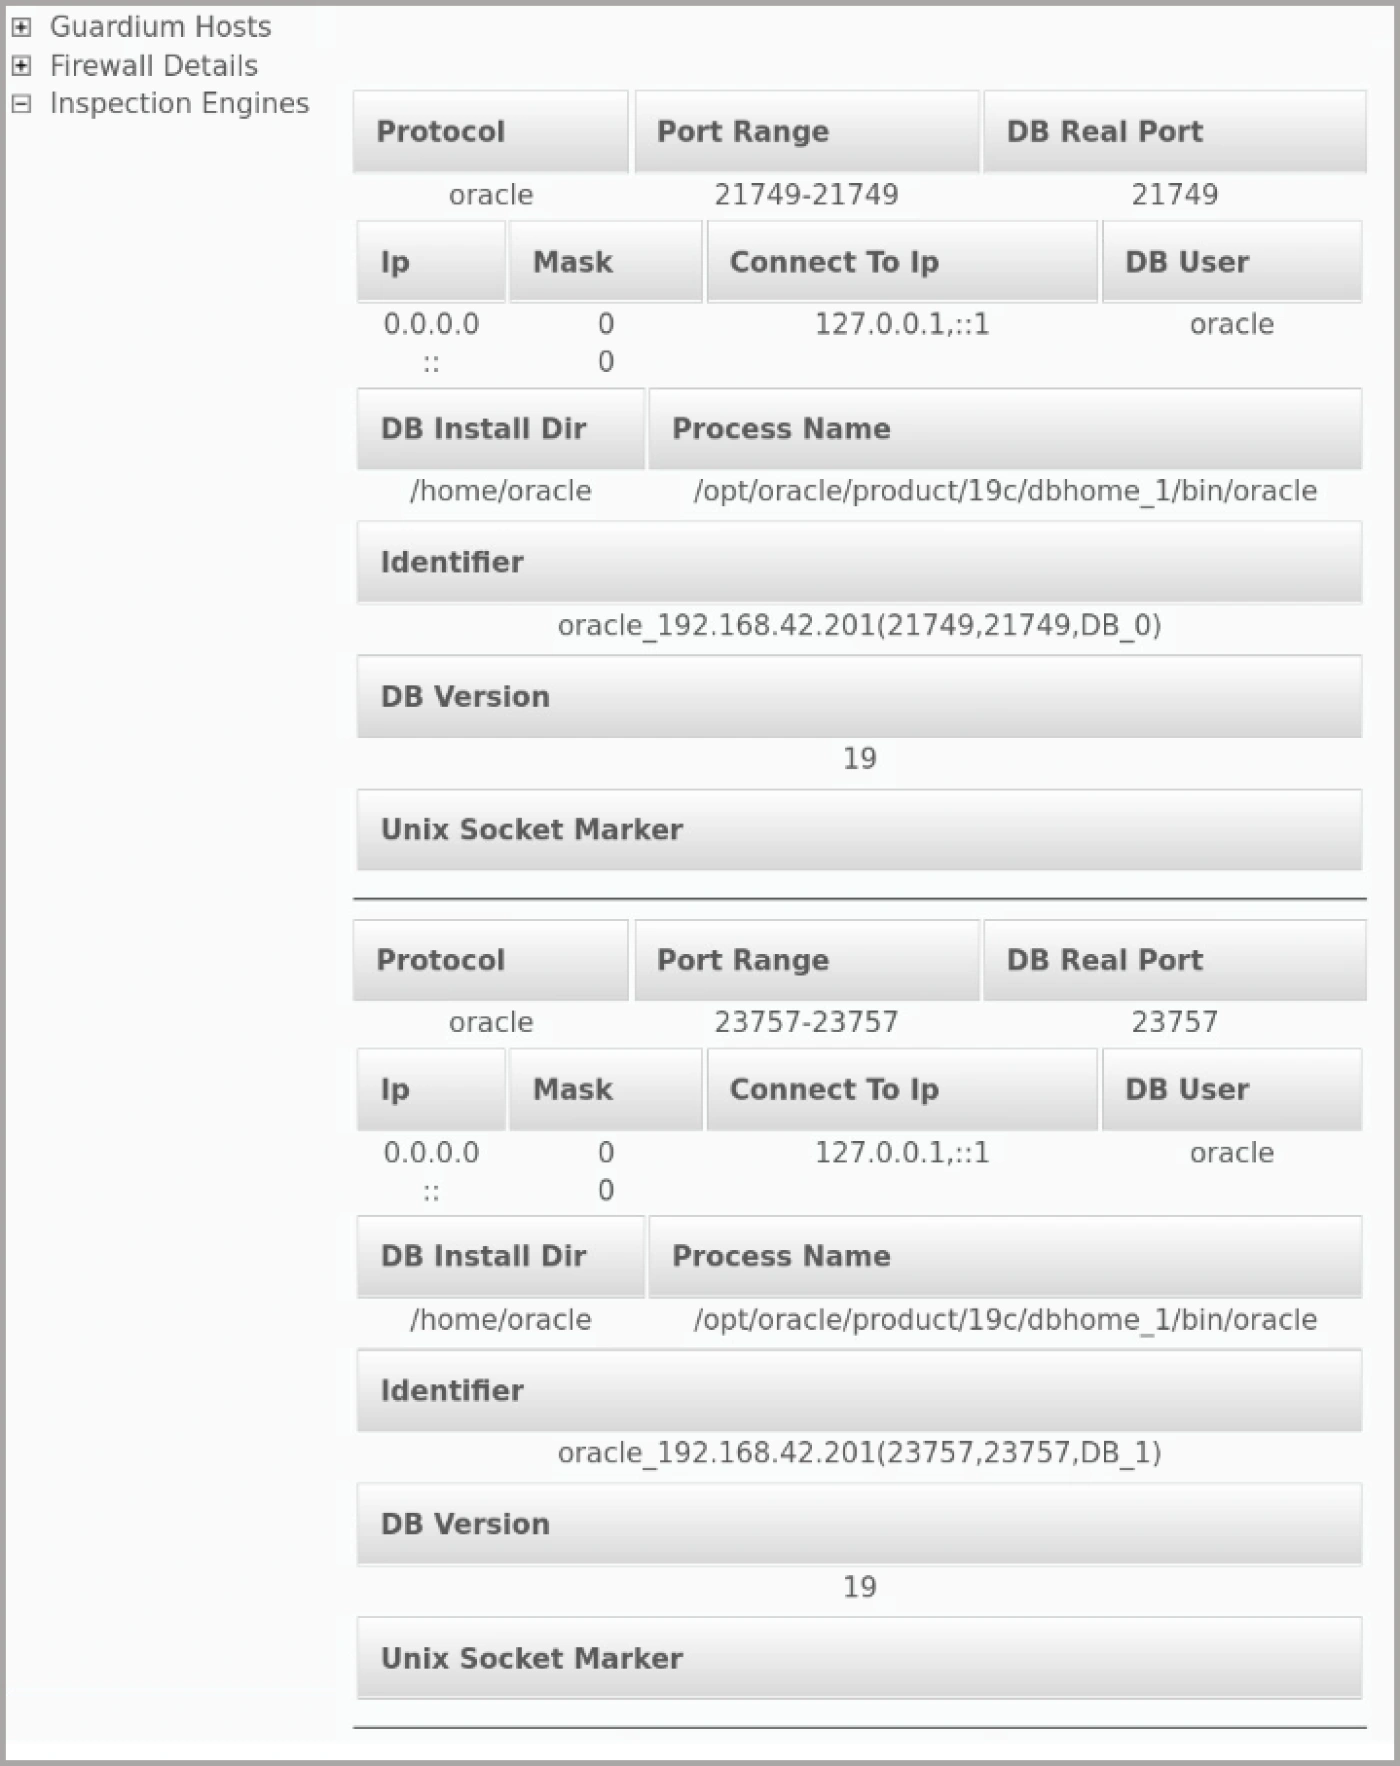 Guardium Hosts
Firewall Details
Inspection Engines
Protocol Port Range DB Real Port
oracle 21749-21749 21749
Ip Mask Connect To Ip DB User
0.0.0.0 0 127.0.0.1,::1 oracle
:: 0
DB Install Dir Process Name
/home/oracle /opt/oracle/product/19c/dbhome_1/bin/oracle
Identifier
oracle_192.168.42.201(21749,21749,DB_0)
DB Version
19
Unix Socket Marker
Protocol Port Range DB Real Port
oracle 23757-23757 23757
Ip Mask Connect To Ip DB User
0.0.0.0 0 127.0.0.1,::1 oracle
:: 0
DB Install Dir Process Name
/home/oracle /opt/oracle/product/19c/dbhome_1/bin/oracle
Identifier
oracle_192.168.42.201(23757,23757,DB_1)
DB Version
19
Unix Socket Marker